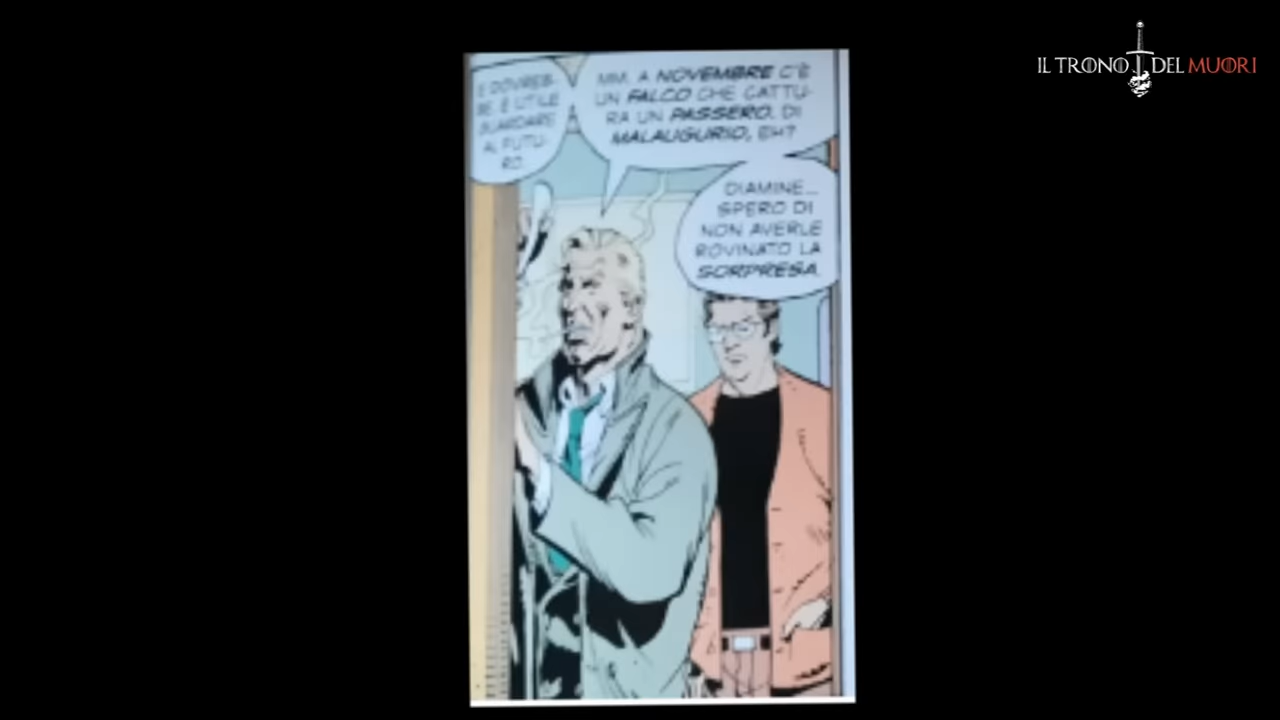 E DOVREB-
BE. È UTILE
GUARDARE
AL FUTU-
RO.
MM. A NOVEMBRE C'È
UN FALCO CHE CATTU-
RA UN PASSERO. DI
MALAUGURIO, EH?
DIAMINE...
SPERO DI
NON AVERLE
ROVINATO LA
SORPRESA.
IL TRONO DEL MUORI